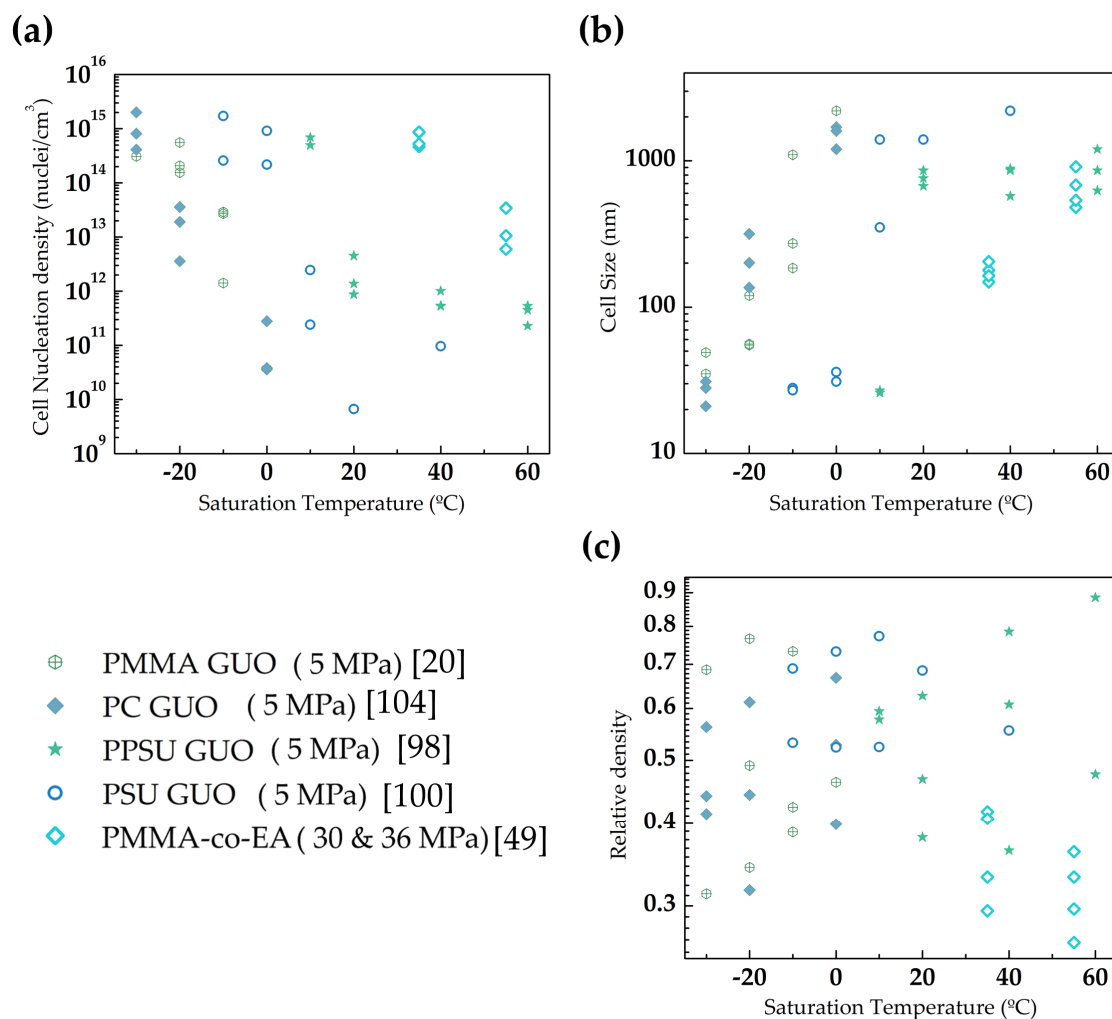 (a)
10^16
10^15
10^14
10^13
10^12
10^11
10^10
10^9
Cell Nucleation density (nuclei/cm^3)
-20 0 20 40 60
Saturation Temperature (ºC)
(b)
1000
100
10
Cell Size (nm)
-20 0 20 40 60
Saturation Temperature (ºC)
PMMA GUO ( 5 MPa) [20]
PC GUO ( 5 MPa) [104]
PPSU GUO ( 5 MPa) [98]
PSU GUO ( 5 MPa) [100]
PMMA-co-EA ( 30 & 36 MPa) [49]
(c)
0.9
0.8
0.7
0.6
0.5
0.4
0.3
Relative density
-20 0 20 40 60
Saturation Temperature (ºC)